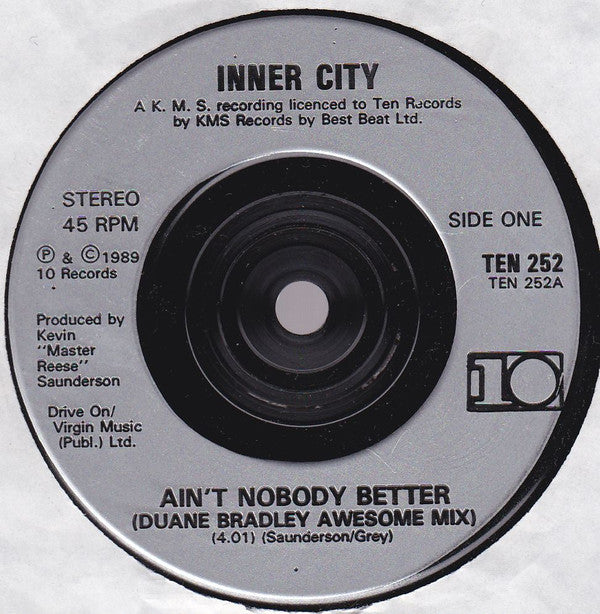 INNER CITY
A K. M. S. recording licenced to Ten Records
by KMS Records by Best Beat Ltd.
STEREO
45 RPM
℗ & © 1989
10 Records
Produced by
Kevin
"Master
Reese"
Saunderson
Drive On/
Virgin Music
(Publ.) Ltd.
SIDE ONE
TEN 252
TEN 252A
10
AIN'T NOBODY BETTER
(DUANE BRADLEY AWESOME MIX)
(4.01) (Saunderson/Grey)